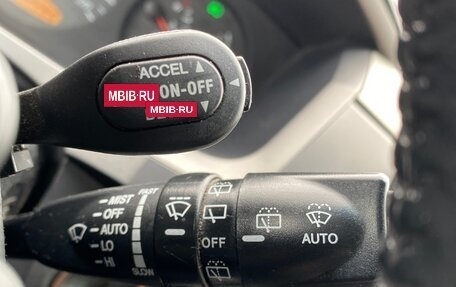 ACCEL ▲
MBIB.RU
ON-OFF
MBIB.RU
▼
MIST
FAST
OFF
AUTO
LO
HI
SLOW
OFF
AUTO